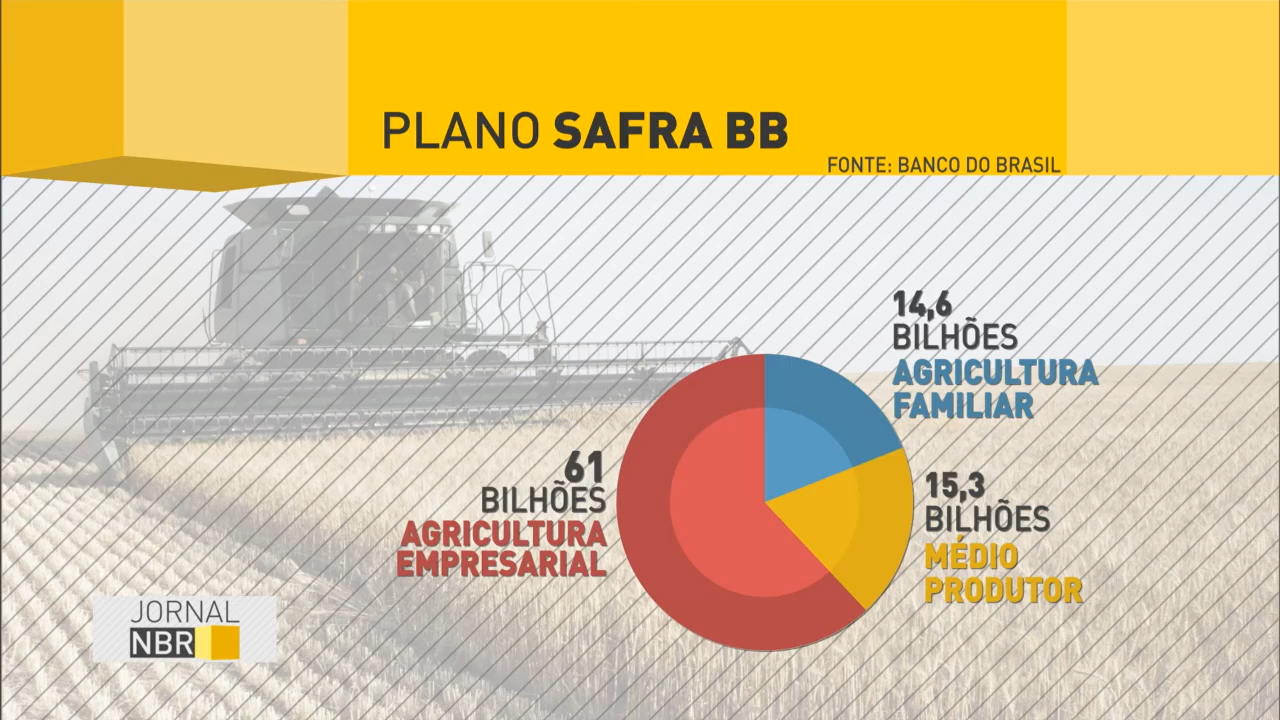 PLANO SAFRA BB
FONTE: BANCO DO BRASIL
14,6
BILHÕES
AGRICULTURA
FAMILIAR
61
BILHÕES
AGRICULTURA
EMPRESARIAL
15,3
BILHÕES
MÉDIO
PRODUTOR
JORNAL
NBR